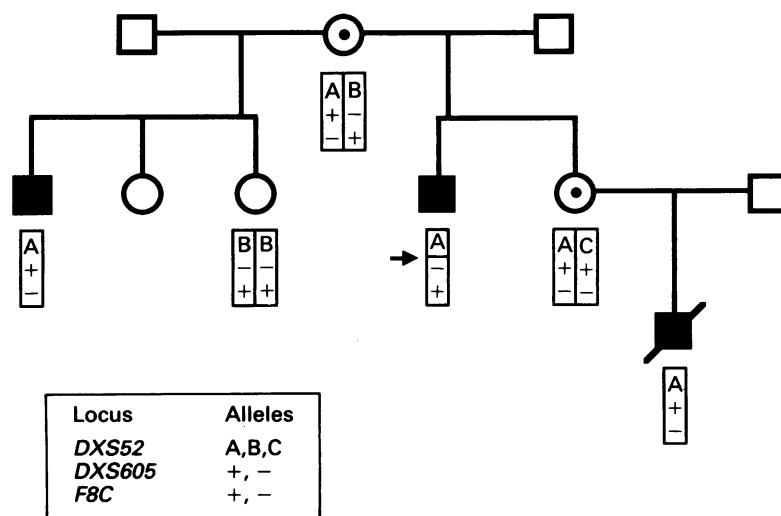 A B
+ −
− +
A
+
−
B B
− −
+ +
A
−
+
A C
+ +
− −
A
+
−
Locus Alleles
DXS52 A,B,C
DXS605 +, −
F8C +, −